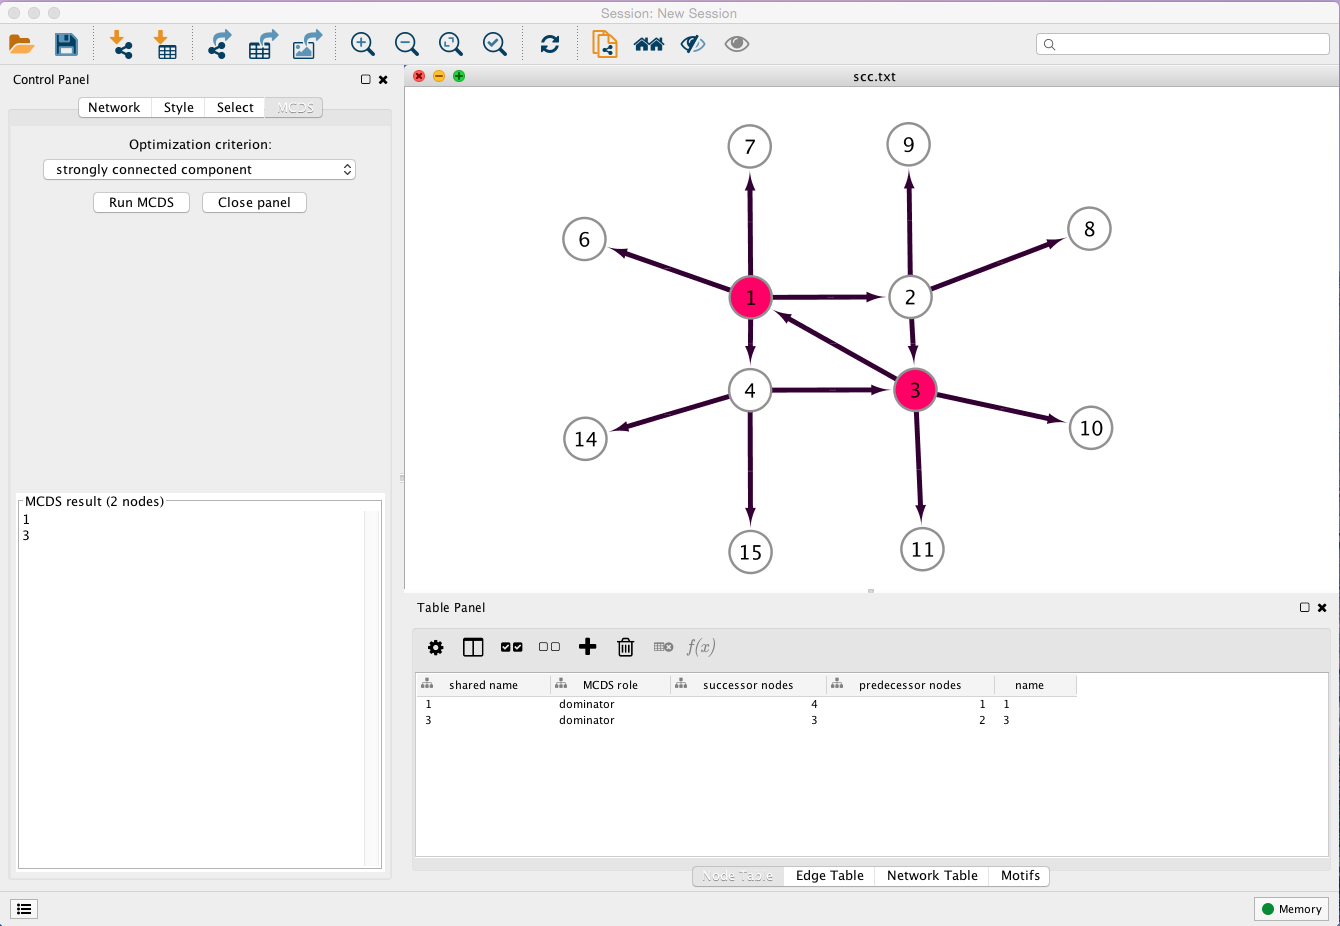 Session: New Session
Control Panel
Network Style Select MCDS
Optimization criterion:
strongly connected component
Run MCDS Close panel
MCDS result (2 nodes)
1
3
scc.txt
7
9
6
8
1
2
4
3
14
10
15
11
Table Panel
f(x)
shared name MCDS role successor nodes predecessor nodes name
1 dominator 4 1 1
3 dominator 3 2 3
Node Table Edge Table Network Table Motifs
Memory